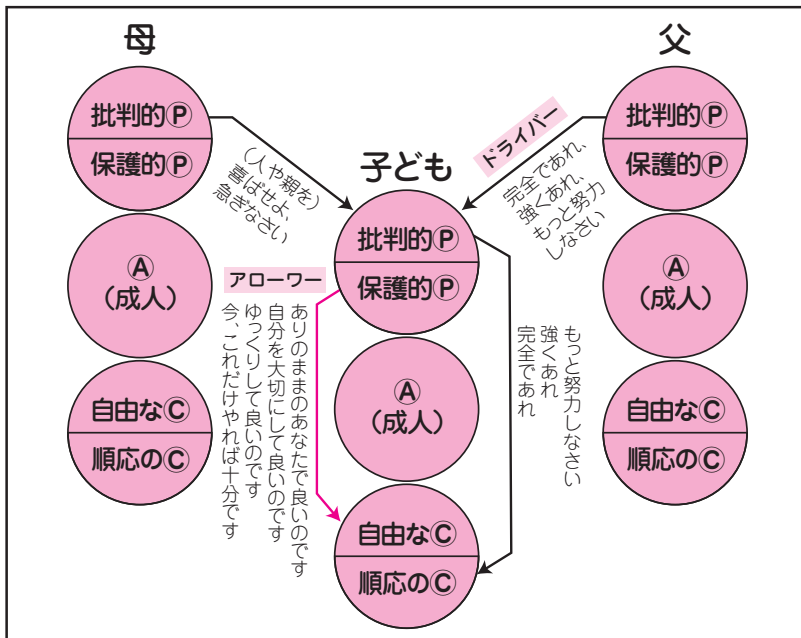 母
批判的Ⓟ
保護的Ⓟ
Ⓐ
(成人)
自由なⒸ
順応のⒸ
(人や親を)
喜ばせよ、
急ぎなさい
父
批判的Ⓟ
保護的Ⓟ
Ⓐ
(成人)
自由なⒸ
順応のⒸ
ドライバー
完全であれ、
強くあれ、
もっと努力
しなさい
子ども
批判的Ⓟ
保護的Ⓟ
Ⓐ
(成人)
自由なⒸ
順応のⒸ
アローワー
ありのままのあなたで良いのです
自分を大切にして良いのです
ゆっくりして良いのです
今、これだけやれば十分です
もっと努力しなさい
強くあれ
完全であれ